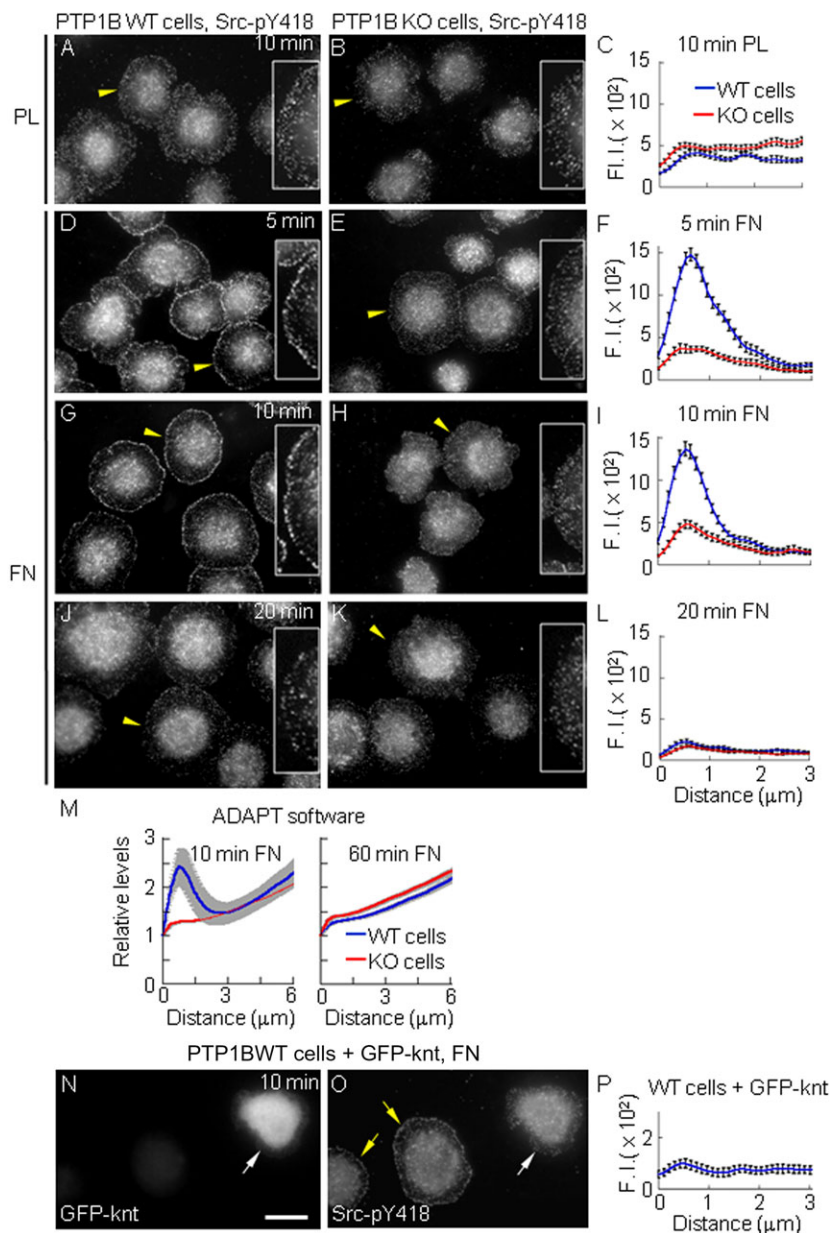 PTP1B WT cells, Src-pY418
PTP1B KO cells, Src-pY418
A
10 min
B
C
10 min PL
PL
WT cells
KO cells
Fl. I.( × 10²)
15
10
5
0
D
5 min
E
F
5 min FN
F. I.( × 10²)
15
10
5
0
G
10 min
H
I
10 min FN
F. I.( × 10²)
15
10
5
0
FN
J
20 min
K
L
20 min FN
F. I.( × 10²)
15
10
5
0
0 1 2 3
Distance (μm)
M
ADAPT software
10 min FN
60 min FN
Relative levels
3
2
1
0
WT cells
KO cells
0 3 6
0 3 6
Distance (μm)
Distance (μm)
PTP1BWT cells + GFP-knt, FN
N
10 min
O
P
WT cells + GFP-knt
F. I.( × 10²)
2
0
0 1 2 3
Distance (μm)
GFP-knt
Src-pY418